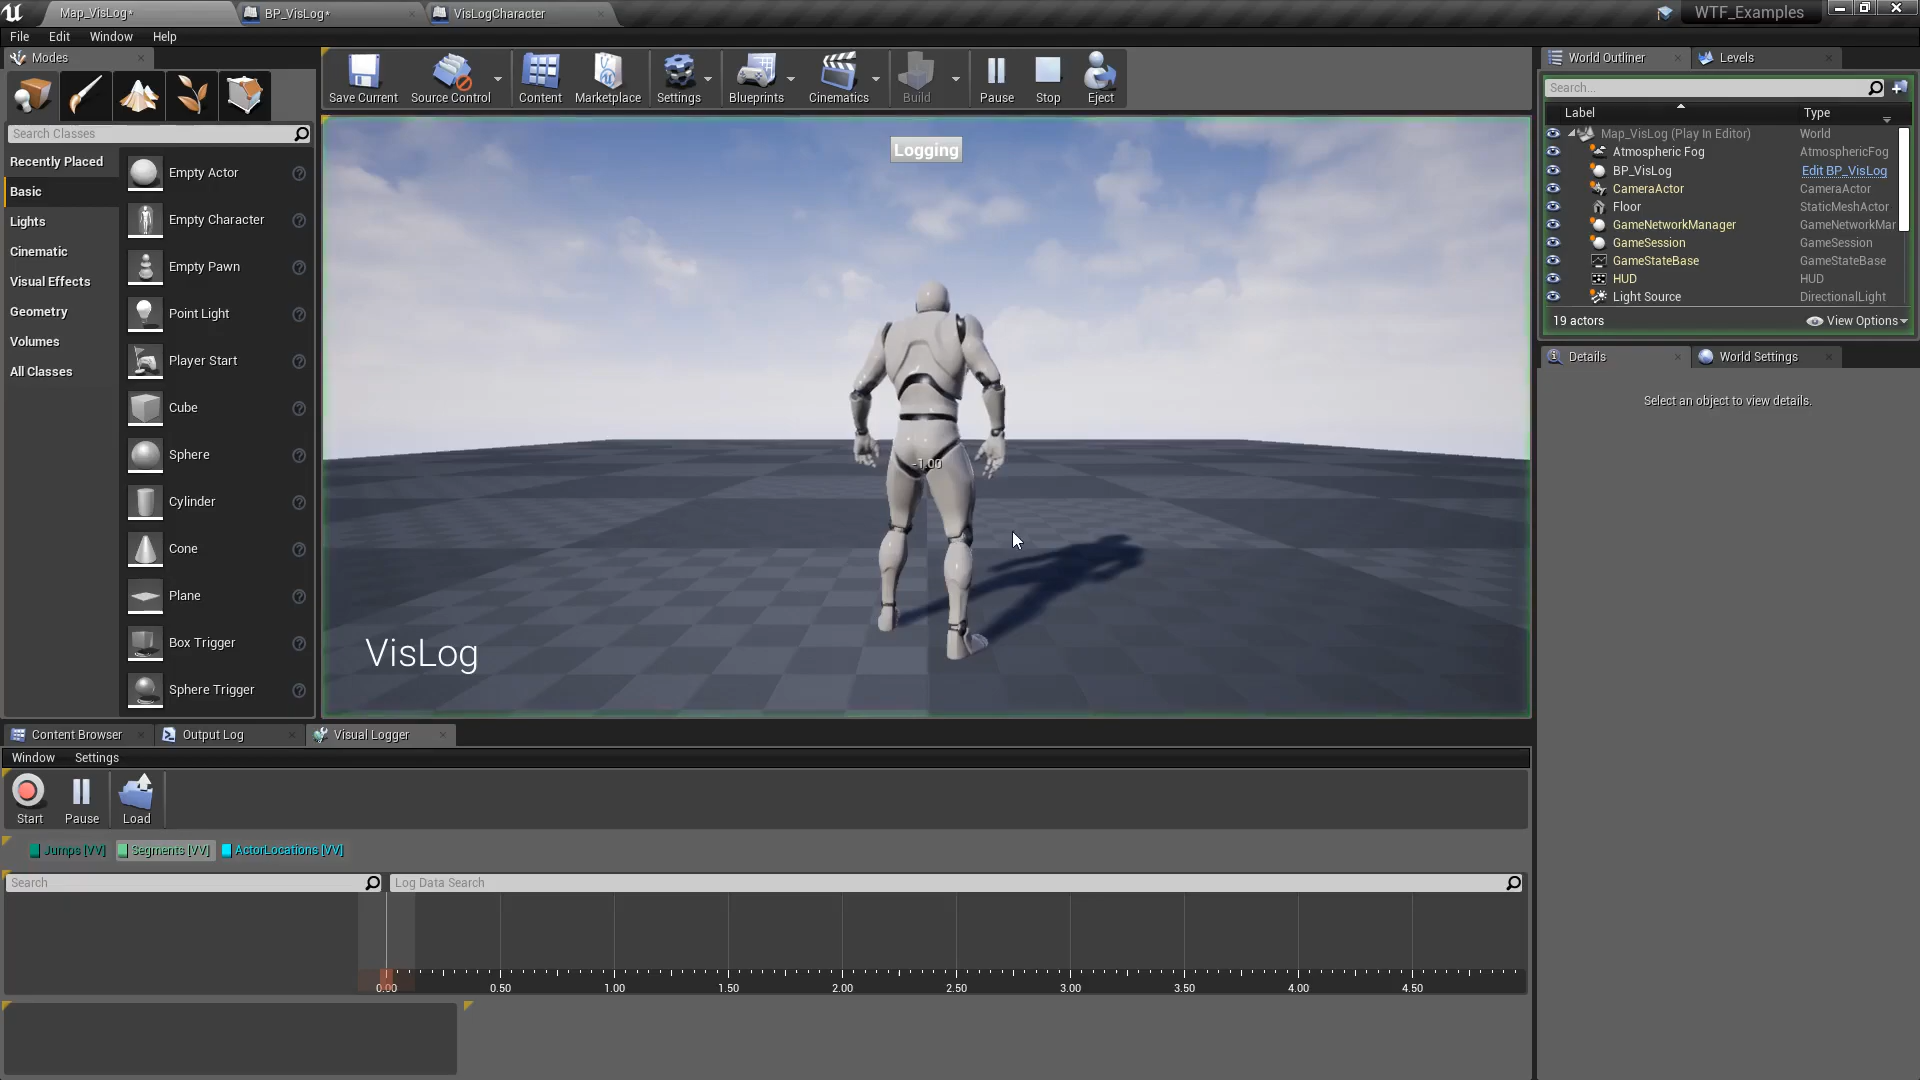 Map_VisLog*
BP_VisLog*
VisLogCharacter
WTF_Examples
File Edit Window Help
Modes
Save Current
Source Control
Content
Marketplace
Settings
Blueprints
Cinematics
Build
Pause
Stop
Eject
Search Classes
Recently Placed
Basic
Lights
Cinematic
Visual Effects
Geometry
Volumes
All Classes
Empty Actor
Empty Character
Empty Pawn
Point Light
Player Start
Cube
Sphere
Cylinder
Cone
Plane
Box Trigger
Sphere Trigger
Logging
-1.00
VisLog
World Outliner
Levels
Search...
Label Type
Map_VisLog (Play In Editor) World
Atmospheric Fog AtmosphericFog
BP_VisLog Edit BP_VisLog
CameraActor CameraActor
Floor StaticMeshActor
GameNetworkManager GameNetworkMar
GameSession GameSession
GameStateBase GameStateBase
HUD HUD
Light Source DirectionalLight
19 actors
View Options
Details
World Settings
Select an object to view details.
Content Browser
Output Log
Visual Logger
Window Settings
Start
Pause
Load
Jumps [VV]
Segments [VV]
ActorLocations [VV]
Search
Log Data Search
0.00 0.50 1.00 1.50 2.00 2.50 3.00 3.50 4.00 4.50